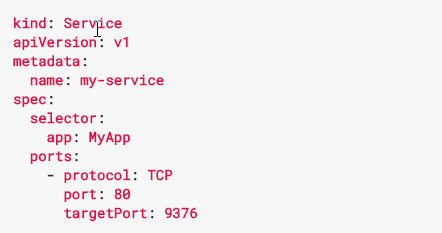 kind: Service
apiVersion: v1
metadata:
  name: my-service
spec:
  selector:
    app: MyApp
  ports:
    - protocol: TCP
      port: 80
      targetPort: 9376